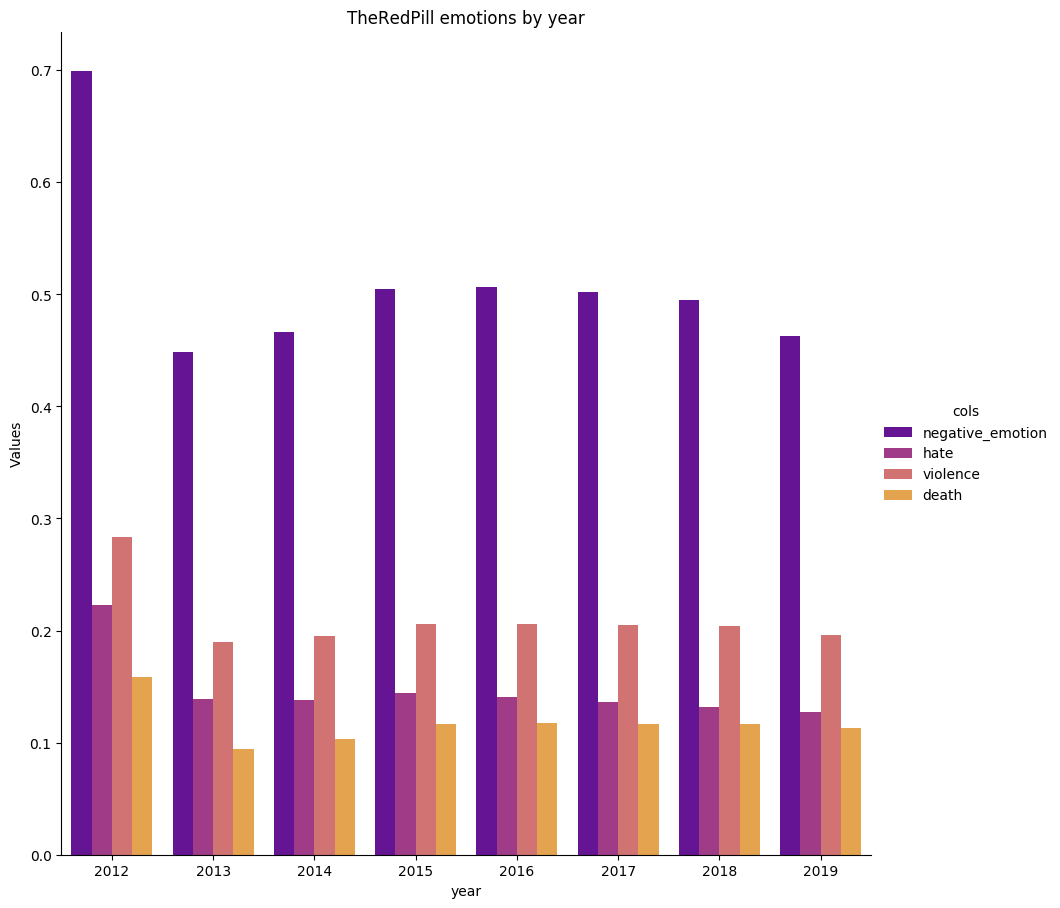 TheRedPill emotions by year
Values
0.7
0.6
0.5
0.4
0.3
0.2
0.1
0.0
2012 2013 2014 2015 2016 2017 2018 2019
year
cols
negative_emotion
hate
violence
death